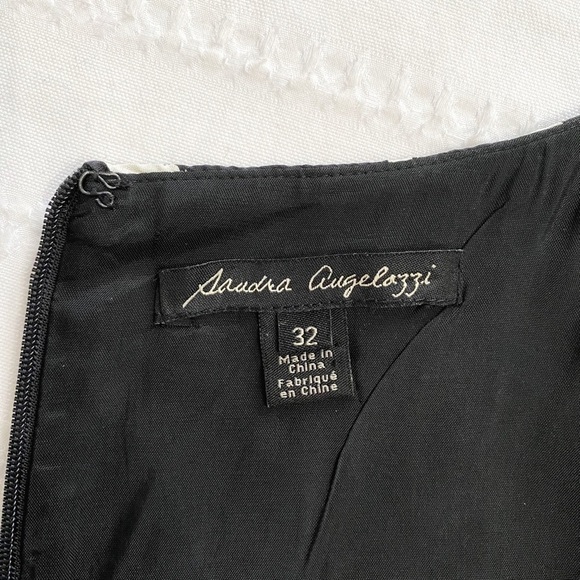 Sandra Angelozzi
32
Made in
China
Fabriqué
en Chine